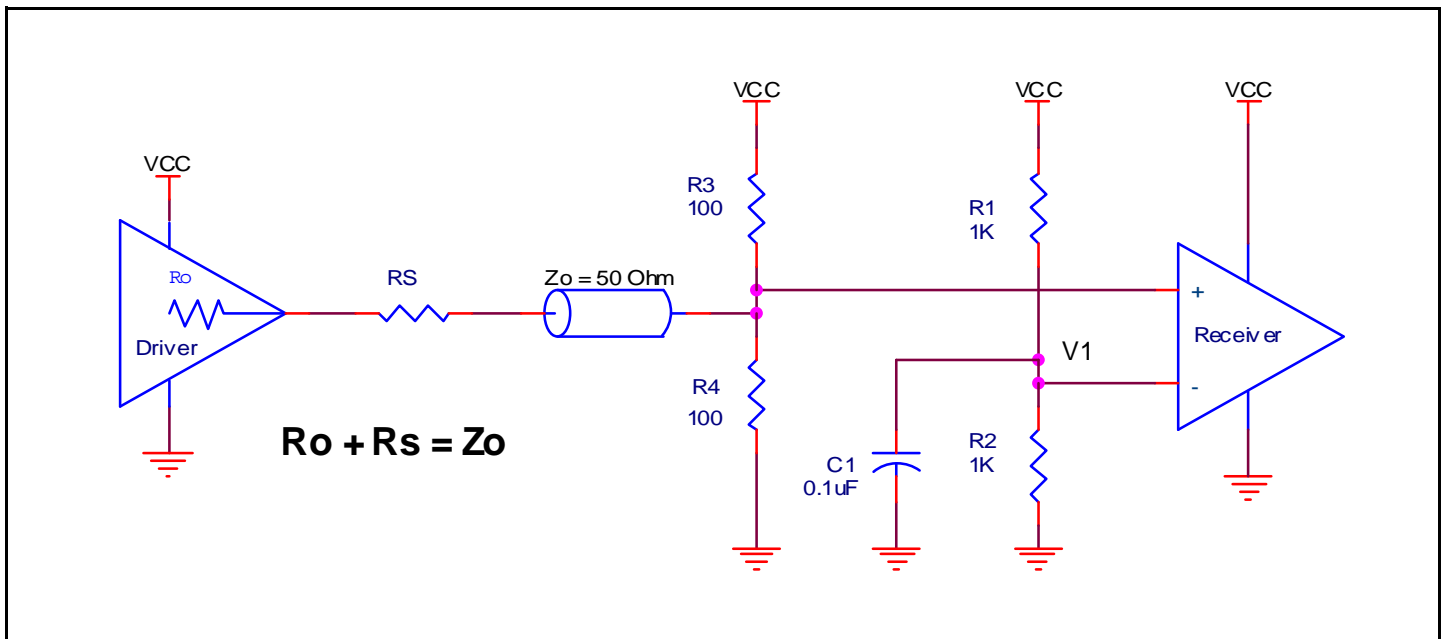 VCC
VCC
VCC
VCC
R3
100
R1
1K
Ro
RS
Zo = 50 Ohm
+
Driver
V1
Receiver
-
R4
100
Ro + Rs = Zo
R2
1K
C1
0.1uF